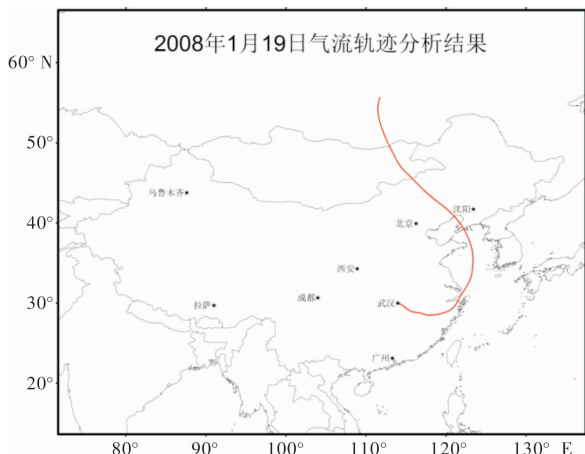 2008年1月19日气流轨迹分析结果
60° N
50°
乌鲁木齐
沈阳
40°
北京
西安
30°
拉萨
成都
武汉
广州
20°
80°
90°
100°
110°
120°
130°
E